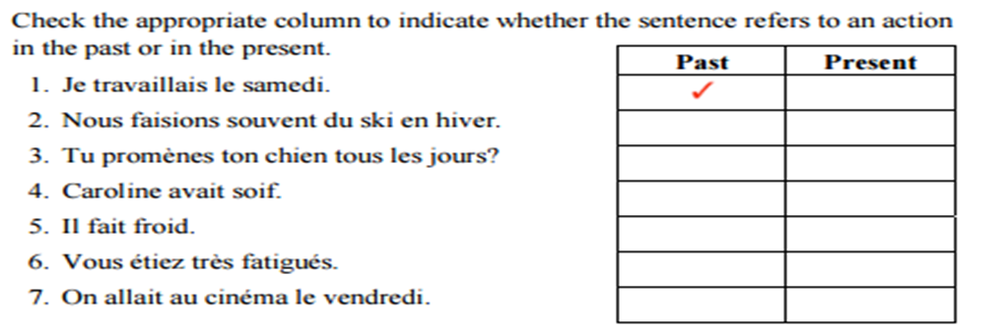 Check the appropriate column to indicate whether the sentence refers to an action
in the past or in the present.
Past Present
1. Je travaillais le samedi. ✓
2. Nous faisions souvent du ski en hiver.
3. Tu promènes ton chien tous les jours?
4. Caroline avait soif.
5. Il fait froid.
6. Vous étiez très fatigués.
7. On allait au cinéma le vendredi.